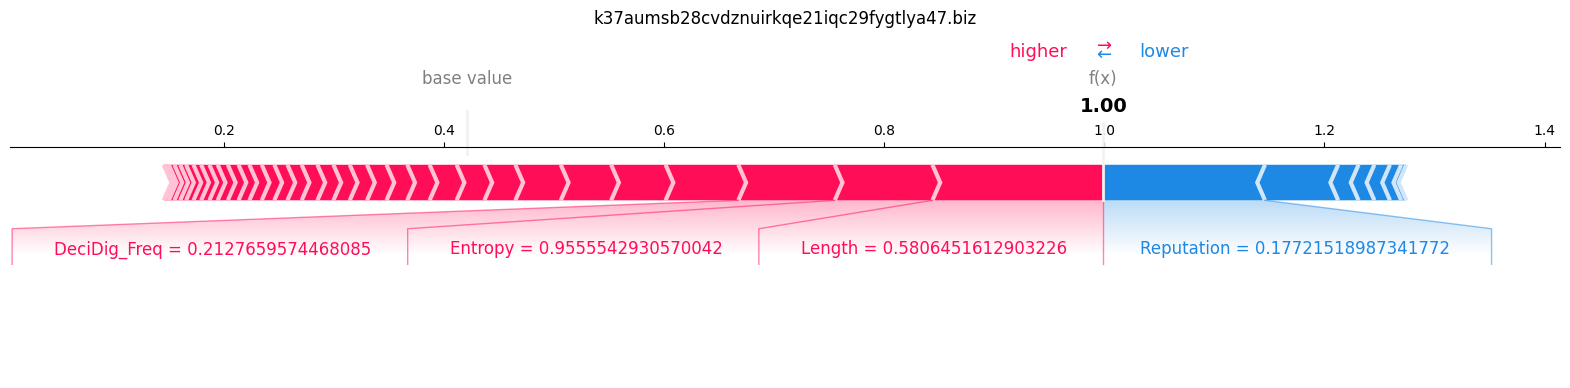 k37aumsb28cvdznuirkqe21iqc29fygtlya47.biz
higher ⇄ lower
base value f(x)
1.00
0.2 0.4 0.6 0.8 1.0 1.2 1.4
DeciDig_Freq = 0.2127659574468085 Entropy = 0.9555542930570042 Length = 0.5806451612903226 Reputation = 0.17721518987341772